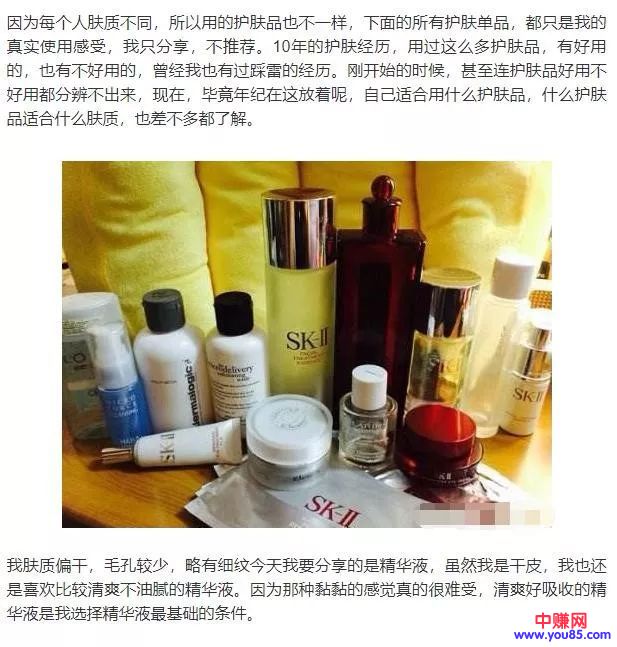 因为每个人肤质不同，所以用的护肤品也不一样，下面的所有护肤单品，都只是我的
真实使用感受，我只分享，不推荐。10年的护肤经历，用过这么多护肤品，有好用
的，也有不好用的，曾经我也有过踩雷的经历。刚开始的时候，甚至连护肤品好用不
好用都分辨不出来，现在，毕竟年纪在这放着呢，自己适合用什么护肤品，什么护肤
品适合什么肤质，也差不多都了解。
SK-II
FACIAL
TREATMENT
dermalogica
delivery
SK-II
SK-II
SK-II
SK-II
我肤质偏干，毛孔较少，略有细纹今天我要分享的是精华液，虽然我是干皮，我也还
是喜欢比较清爽不油腻的精华液。因为那种黏黏的感觉真的很难受，清爽好吸收的精
华液是我选择精华液最基础的条件。
中赚网
www.you85.com